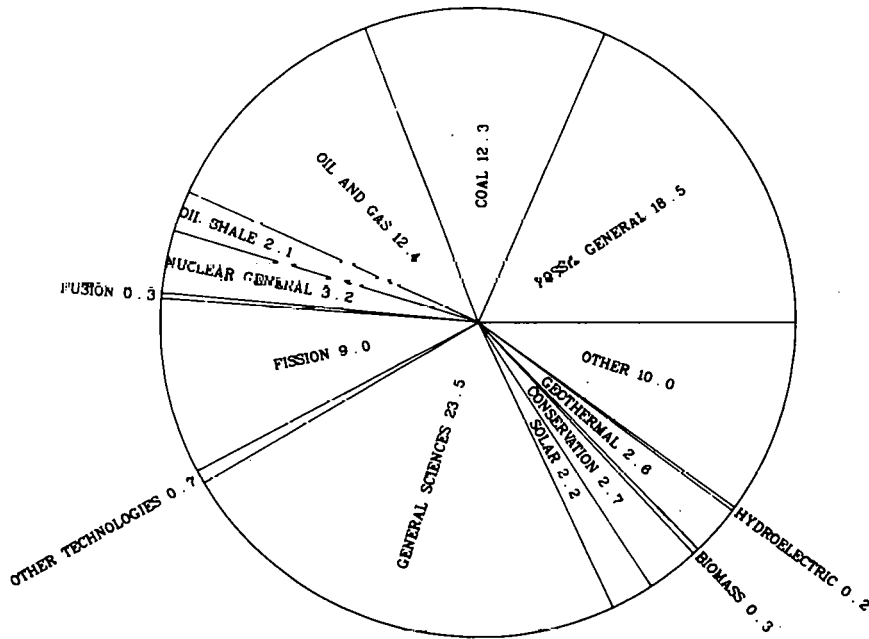 COAL 12.3
GENERAL 18.5
OIL AND GAS 12.4
OIL SHALE 2.1
NUCLEAR GENERAL 3.2
FUSION 0.3
FISSION 9.0
OTHER TECHNOLOGIES 0.7
GENERAL SCIENCES 23.5
SOLAR 2.2
CONSERVATION 2.7
BIOMASS 0.3
GEOTHERMAL 2.6
HYDROELECTRIC 0.2
OTHER 10.0